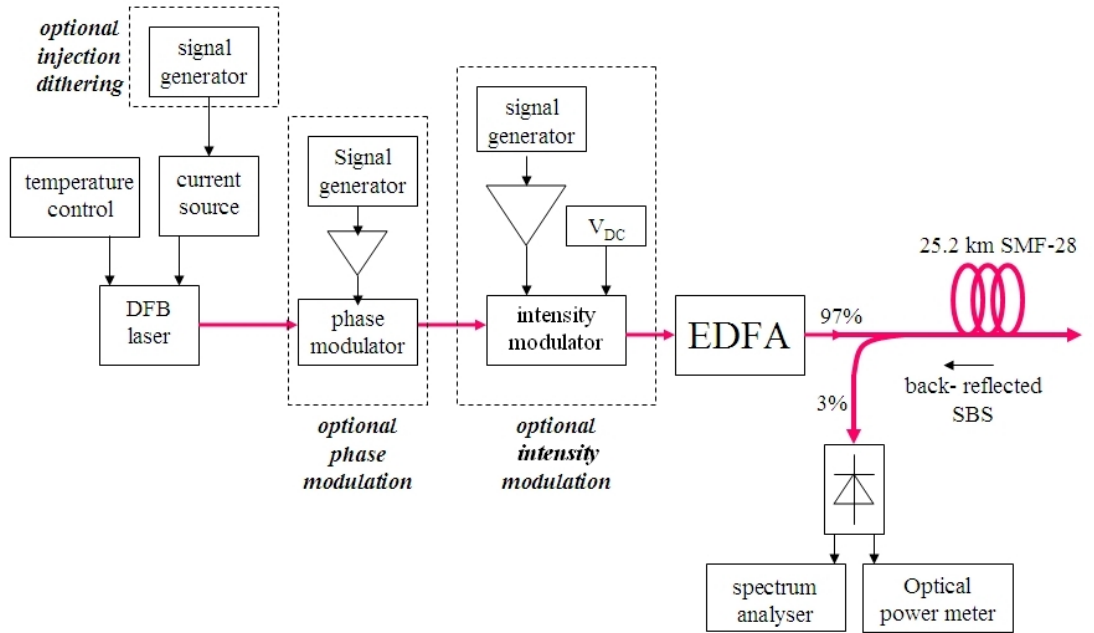 optional
injection
dithering
signal
generator
temperature
control
current
source
DFB
laser
Signal
generator
phase
modulator
optional
phase
modulation
signal
generator
V_DC
intensity
modulator
optional
intensity
modulation
EDFA
97%
25.2 km SMF-28
back- reflected
SBS
3%
spectrum
analyser
Optical
power meter